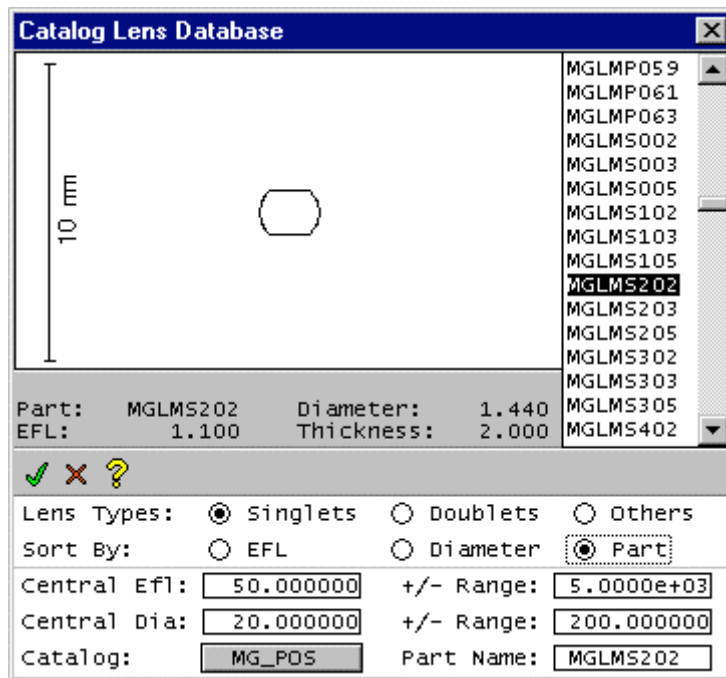 Catalog Lens Database
10 mm
MGLMP059
MGLMP061
MGLMP063
MGLMS002
MGLMS003
MGLMS005
MGLMS102
MGLMS103
MGLMS105
MGLMS202
MGLMS203
MGLMS205
MGLMS302
MGLMS303
MGLMS305
MGLMS402
Part: MGLMS202 Diameter: 1.440
EFL: 1.100 Thickness: 2.000
Lens Types: Singlets Doublets Others
Sort By: EFL Diameter Part
Central Efl: 50.000000 +/- Range: 5.0000e+03
Central Dia: 20.000000 +/- Range: 200.000000
Catalog: MG_POS Part Name: MGLMS202